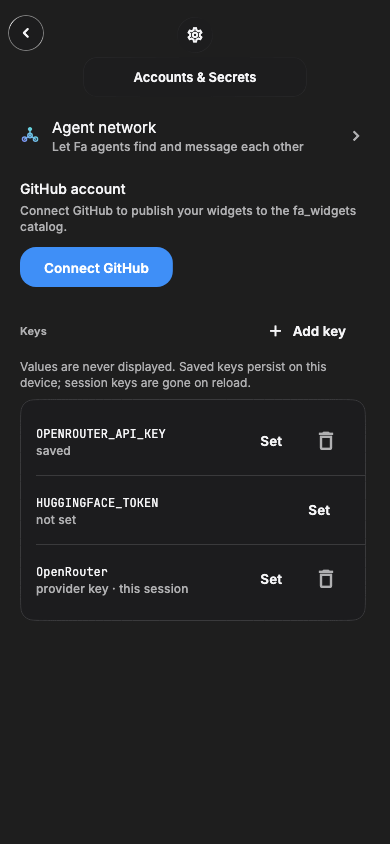 Accounts & Secrets
Agent network
Let Fa agents find and message each other
GitHub account
Connect GitHub to publish your widgets to the fa_widgets
catalog.
Connect GitHub
Keys
+ Add key
Values are never displayed. Saved keys persist on this
device; session keys are gone on reload.
OPENROUTER_API_KEY
Set
saved
HUGGINGFACE_TOKEN
Set
not set
OpenRouter
Set
provider key · this session